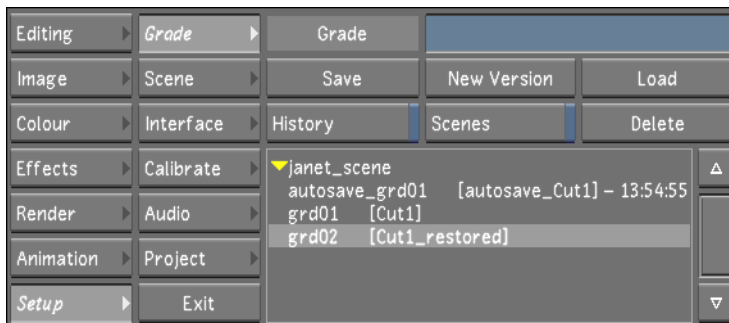 Editing Grade Grade
Image Scene Save New Version Load
Colour Interface History Scenes Delete
Effects Calibrate janet_scene
autosave_grd01 [autosave_Cut1] – 13:54:55
Render Audio grd01 [Cut1]
grd02 [Cut1_restored]
Animation Project
Setup Exit